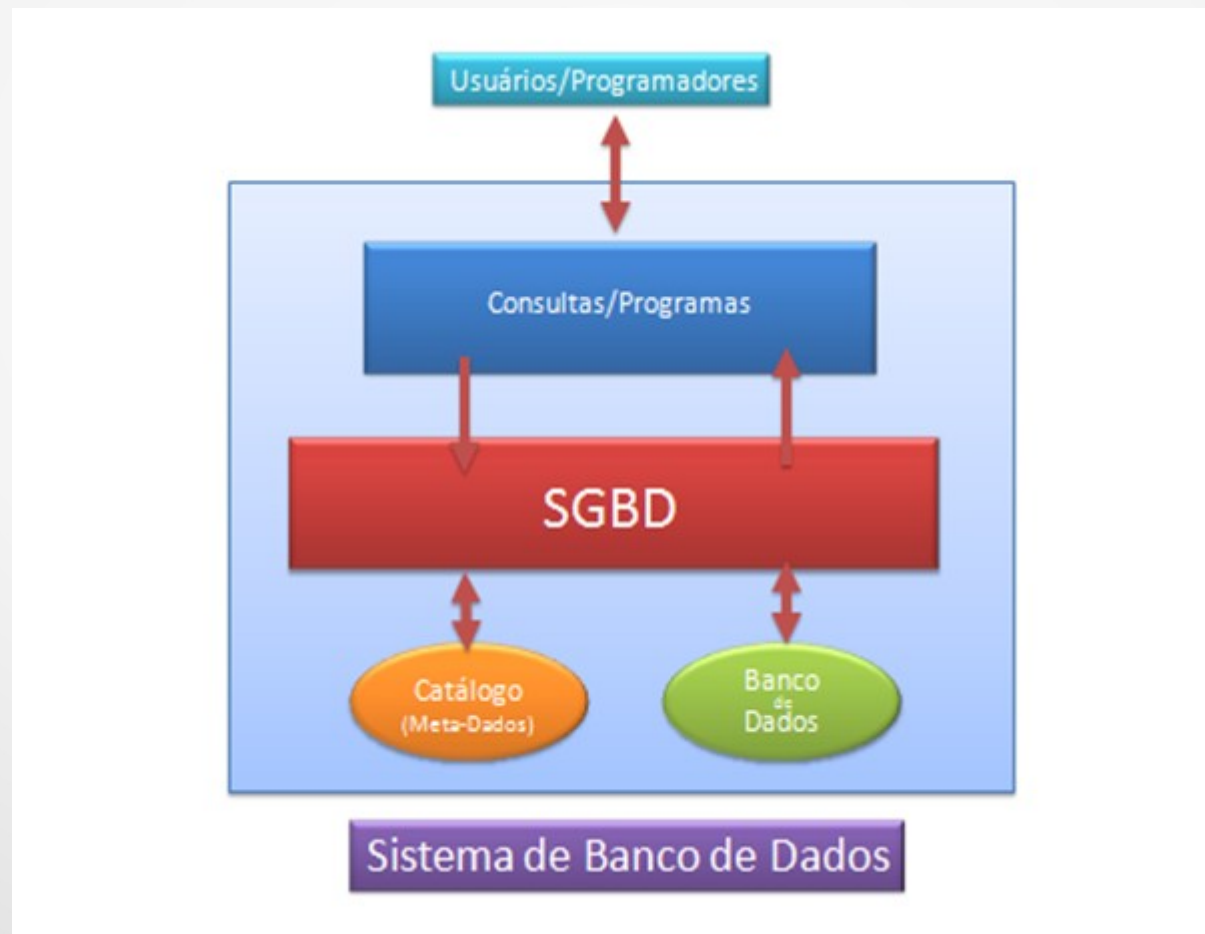 Usuários/Programadores
Consultas/Programas
SGBD
Catálogo
(Meta-Dados)
Banco
de
Dados
Sistema de Banco de Dados